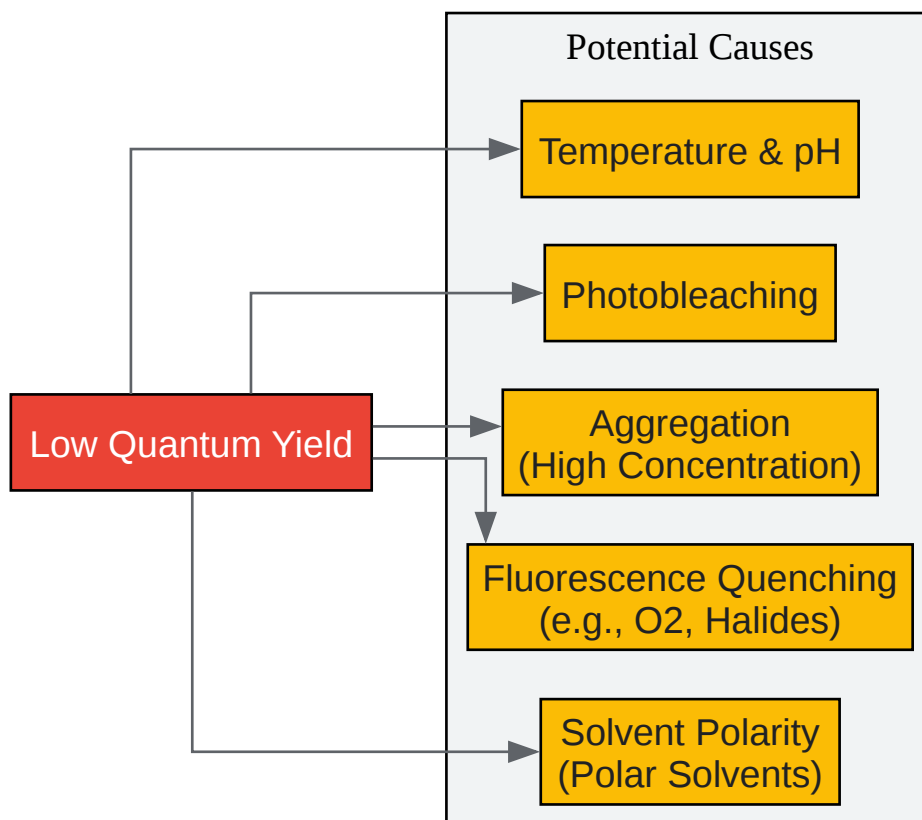 Potential Causes
Temperature & pH
Photobleaching
Low Quantum Yield
Aggregation
(High Concentration)
Fluorescence Quenching
(e.g., O2, Halides)
Solvent Polarity
(Polar Solvents)